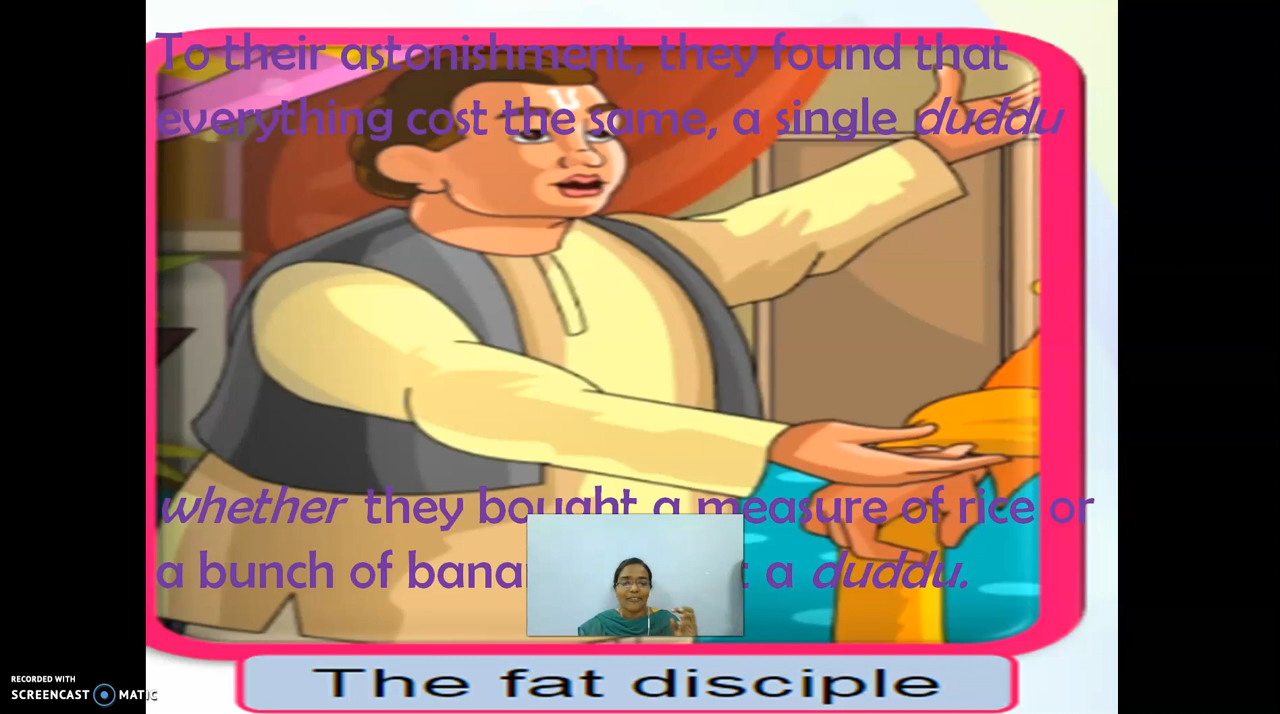 To their astonishment, they found that
everything cost the same, a single duddu
whether they bought a measure of rice or
a bunch of a duddu.
The fat disciple
RECORDED WITH
SCREENCAST MATIC